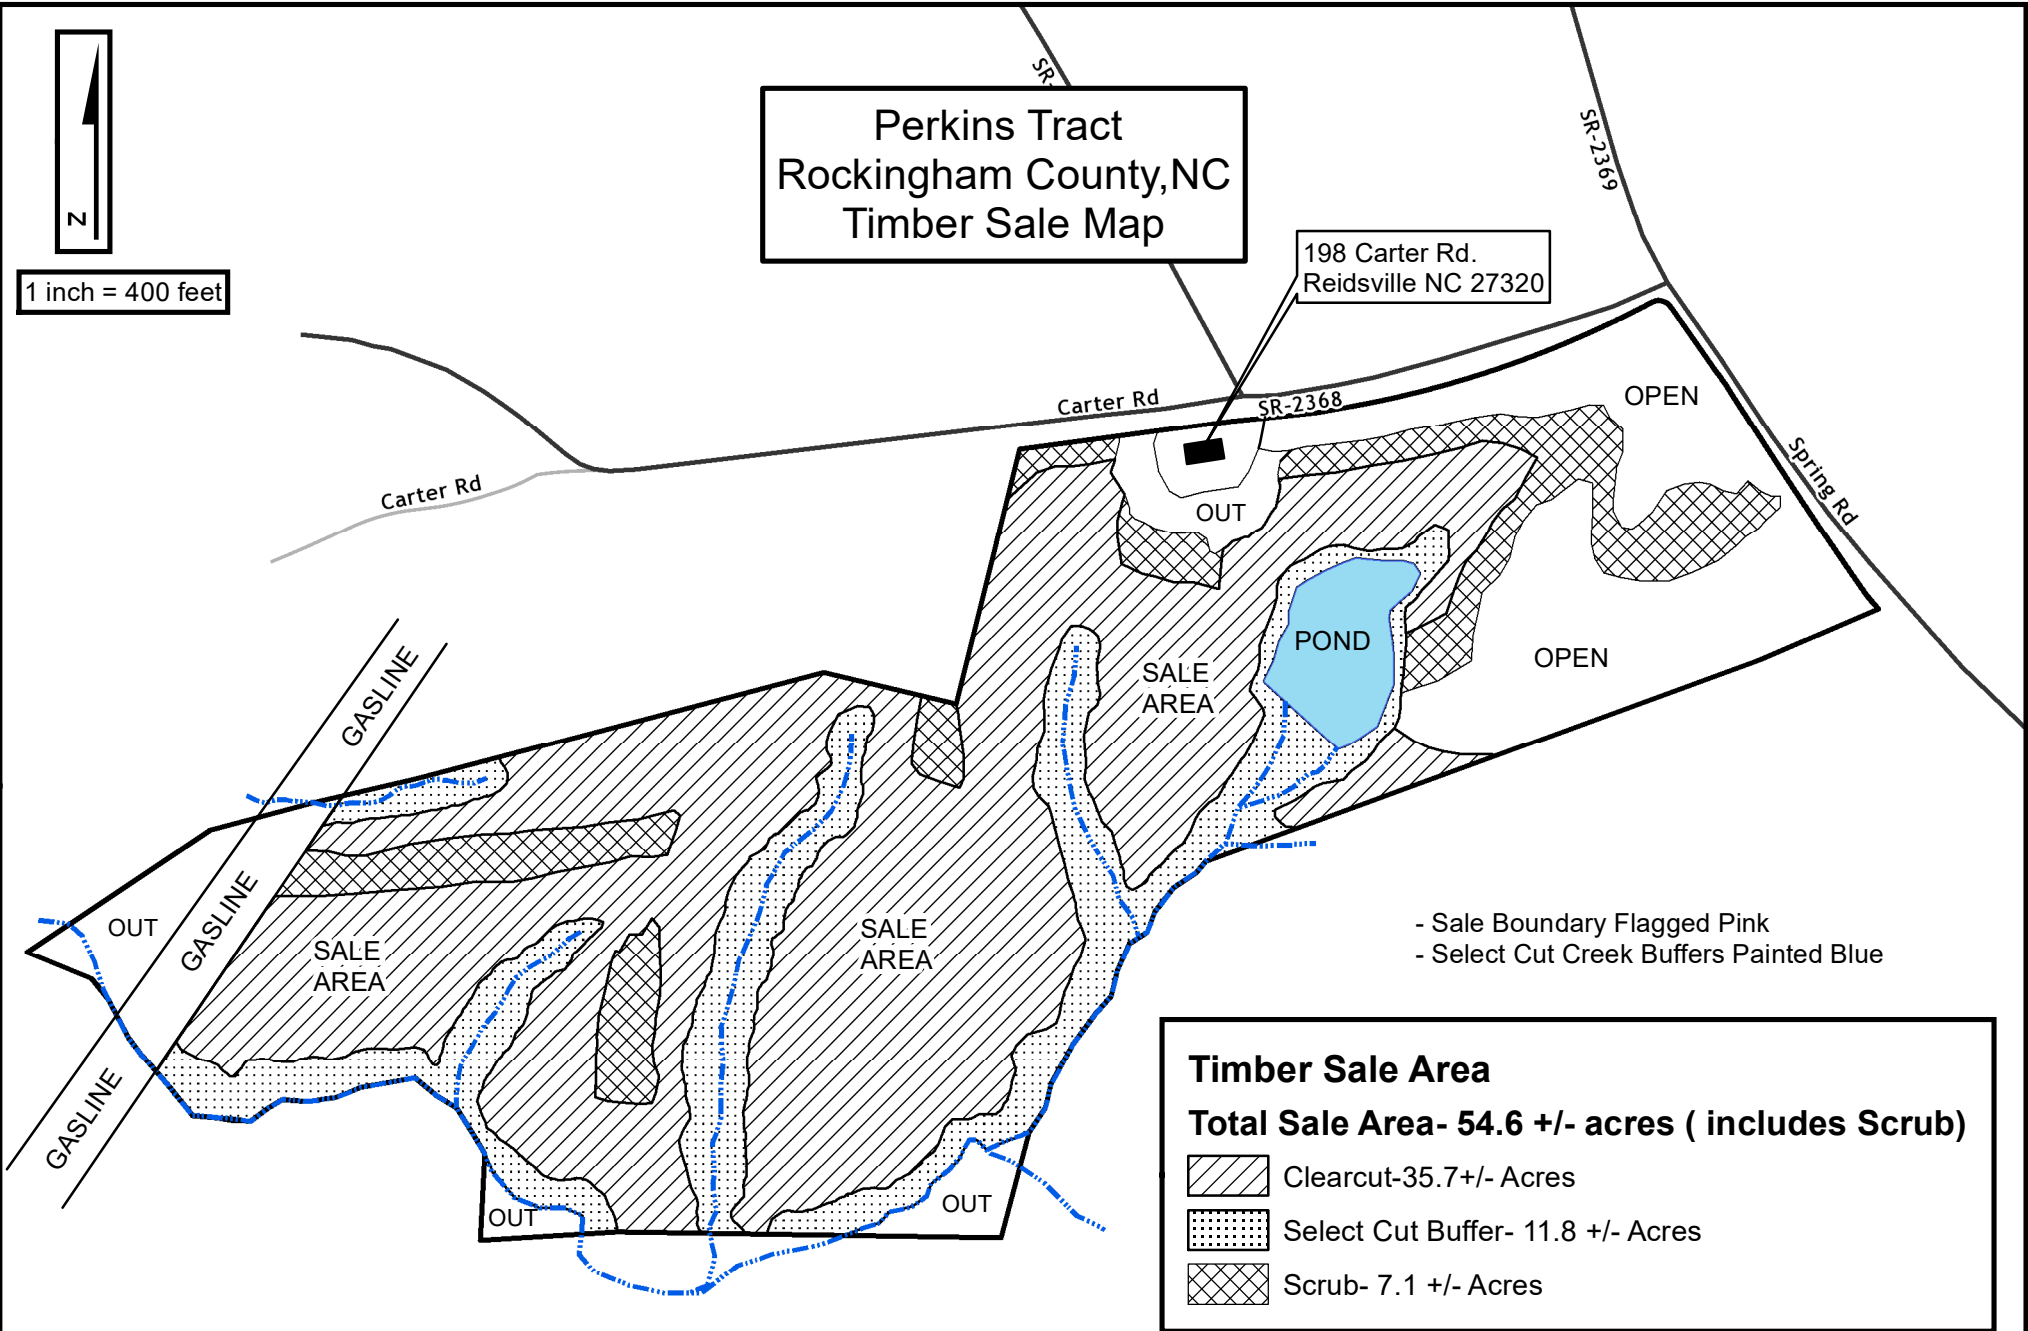 N
1 inch = 400 feet
SR-
Perkins Tract
Rockingham County,NC
Timber Sale Map
SR-2369
198 Carter Rd.
Reidsville NC 27320
Carter Rd
SR-2368
OPEN
Spring Rd
Carter Rd
OUT
POND
OPEN
SALE
AREA
GASLINE
GASLINE
OUT
SALE
AREA
SALE
AREA
- Sale Boundary Flagged Pink
- Select Cut Creek Buffers Painted Blue
GASLINE
OUT
OUT
Timber Sale Area
Total Sale Area- 54.6 +/- acres ( includes Scrub)
Clearcut-35.7+/- Acres
Select Cut Buffer- 11.8 +/- Acres
Scrub- 7.1 +/- Acres